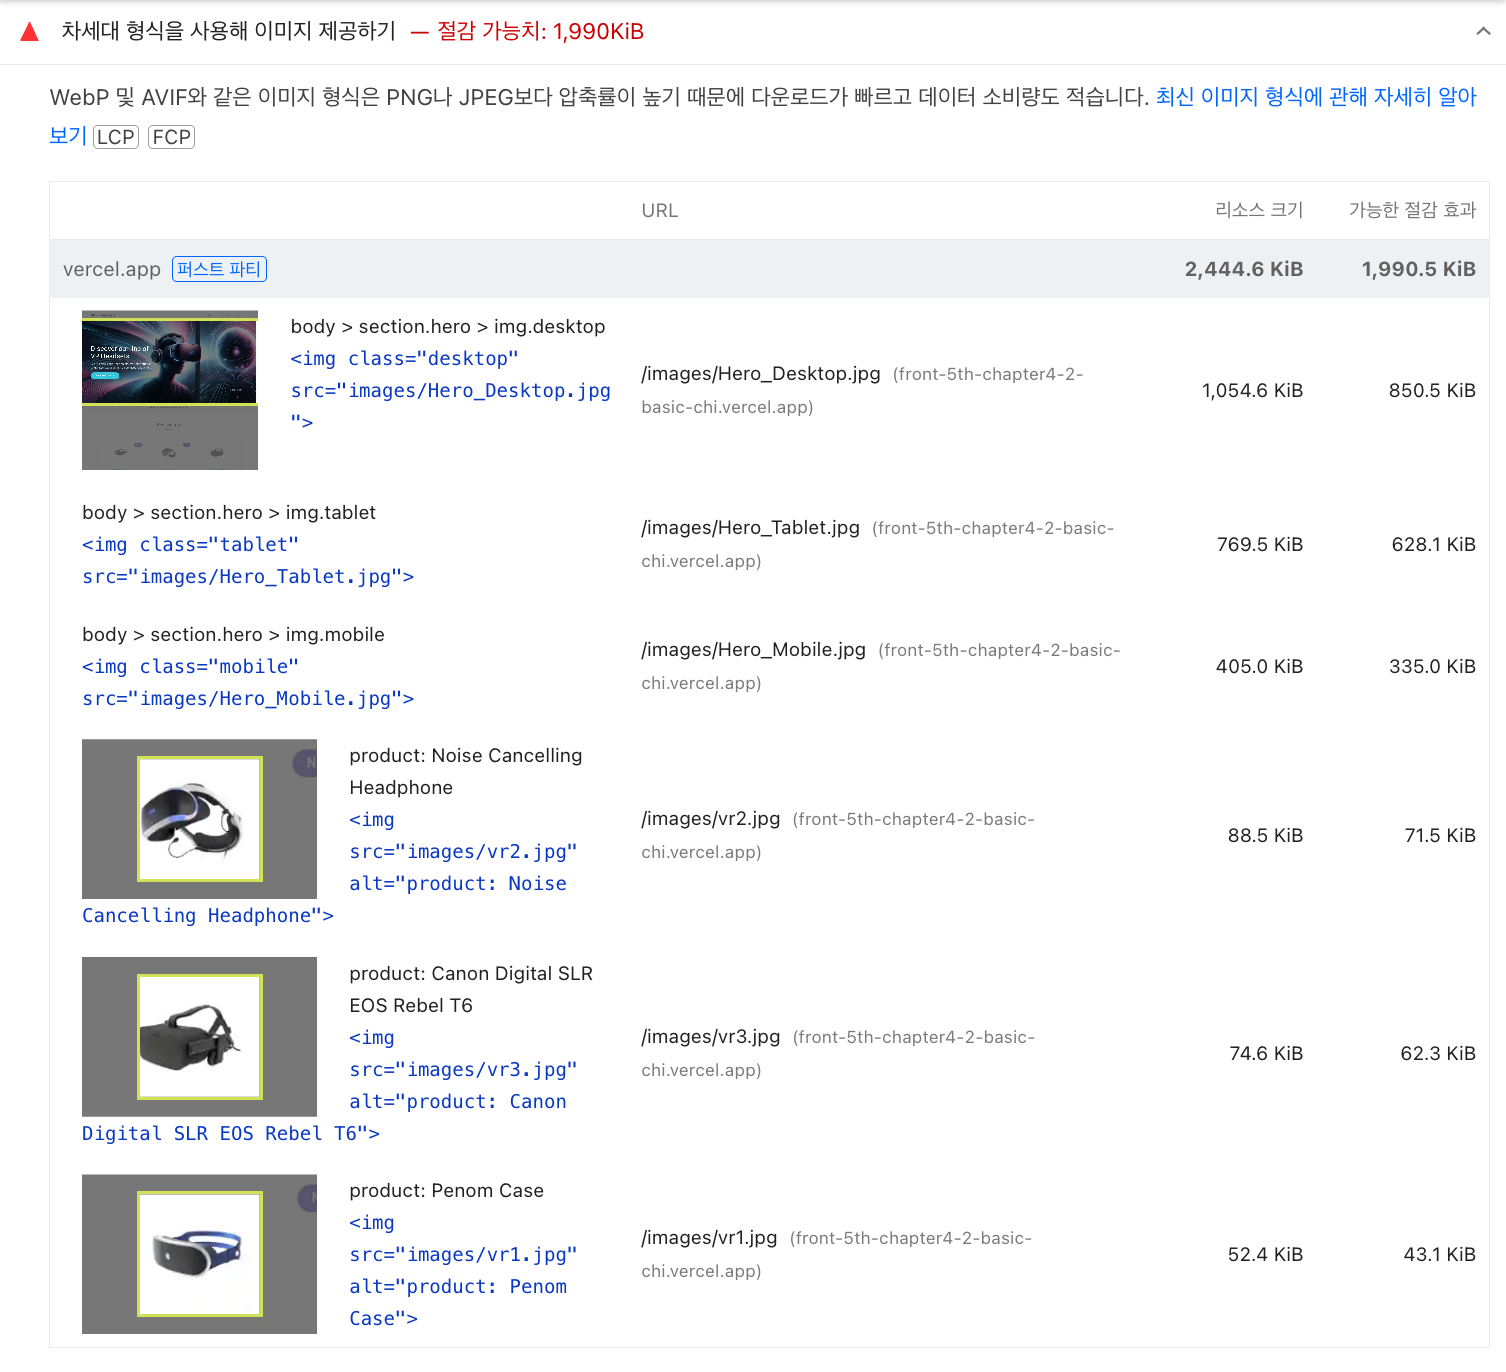 차세대 형식을 사용해 이미지 제공하기 — 절감 가능치: 1,990KiB
WebP 및 AVIF와 같은 이미지 형식은 PNG나 JPEG보다 압축률이 높기 때문에 다운로드가 빠르고 데이터 소비량도 적습니다. 최신 이미지 형식에 관해 자세히 알아
보기 LCP FCP
URL 리소스 크기 가능한 절감 효과
vercel.app 퍼스트 파티 2,444.6 KiB 1,990.5 KiB
Discover our line of
VR Headsets
body > section.hero > img.desktop
<img class="desktop"
src="images/Hero_Desktop.jpg
">
/images/Hero_Desktop.jpg (front-5th-chapter4-2-
basic-chi.vercel.app)
1,054.6 KiB 850.5 KiB
body > section.hero > img.tablet
<img class="tablet"
src="images/Hero_Tablet.jpg">
/images/Hero_Tablet.jpg (front-5th-chapter4-2-basic-
chi.vercel.app)
769.5 KiB 628.1 KiB
body > section.hero > img.mobile
<img class="mobile"
src="images/Hero_Mobile.jpg">
/images/Hero_Mobile.jpg (front-5th-chapter4-2-basic-
chi.vercel.app)
405.0 KiB 335.0 KiB
N
product: Noise Cancelling
Headphone
<img
src="images/vr2.jpg"
alt="product: Noise
Cancelling Headphone">
/images/vr2.jpg (front-5th-chapter4-2-basic-
chi.vercel.app)
88.5 KiB 71.5 KiB
product: Canon Digital SLR
EOS Rebel T6
<img
src="images/vr3.jpg"
alt="product: Canon
Digital SLR EOS Rebel T6">
/images/vr3.jpg (front-5th-chapter4-2-basic-
chi.vercel.app)
74.6 KiB 62.3 KiB
product: Penom Case
<img
src="images/vr1.jpg"
alt="product: Penom
Case">
/images/vr1.jpg (front-5th-chapter4-2-basic-
chi.vercel.app)
52.4 KiB 43.1 KiB